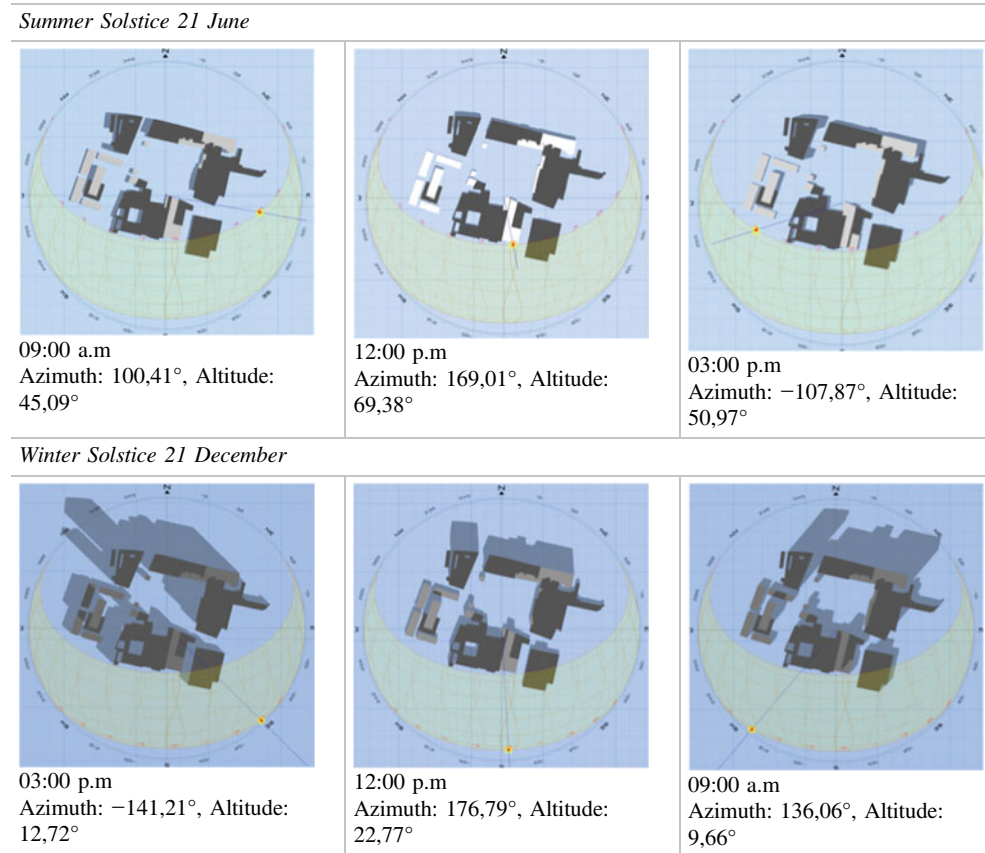 Summer Solstice 21 June
09:00 a.m
Azimuth: 100,41°, Altitude:
45,09°
12:00 p.m
Azimuth: 169,01°, Altitude:
69,38°
03:00 p.m
Azimuth: −107,87°, Altitude:
50,97°
Winter Solstice 21 December
03:00 p.m
Azimuth: −141,21°, Altitude:
12,72°
12:00 p.m
Azimuth: 176,79°, Altitude:
22,77°
09:00 a.m
Azimuth: 136,06°, Altitude:
9,66°